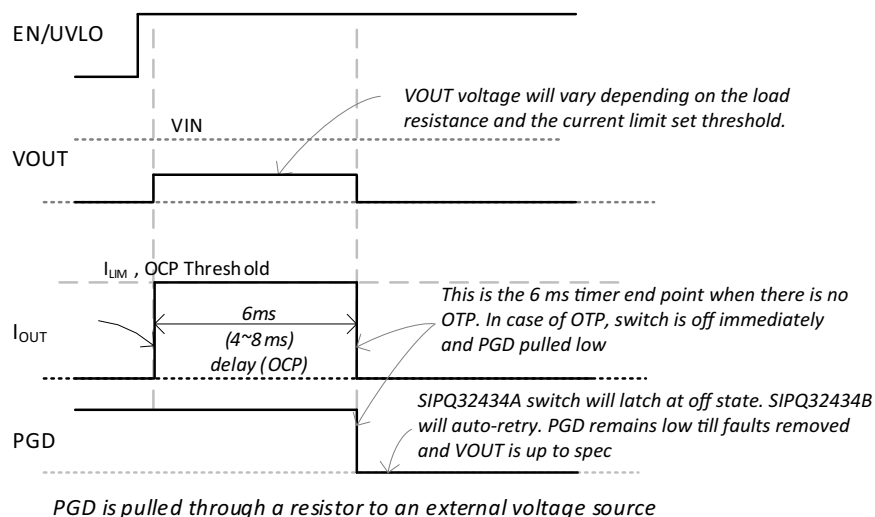 EN/UVLO
VOUT voltage will vary depending on the load
resistance and the current limit set threshold.
VIN
VOUT
ILIM , OCP Threshold
6ms
(4~8 ms)
delay (OCP)
This is the 6 ms timer end point when there is no
OTP. In case of OTP, switch is off immediately
and PGD pulled low
IOUT
SIPQ32434A switch will latch at off state. SIPQ32434B
will auto-retry. PGD remains low till faults removed
and VOUT is up to spec
PGD
PGD is pulled through a resistor to an external voltage source